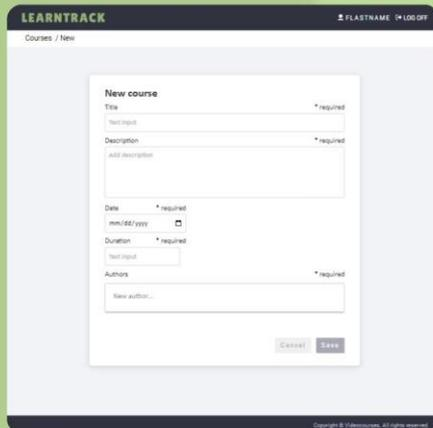 LEARNTRACK FLASTNAME LOG OFF
Courses / New
New course
Title * required
Text input
Description * required
Add description
Date * required
mm/dd/yyyy
Duration * required
Text input
Authors * required
New author...
Cancel Save
Copyright © Videocourses, All rights reserved